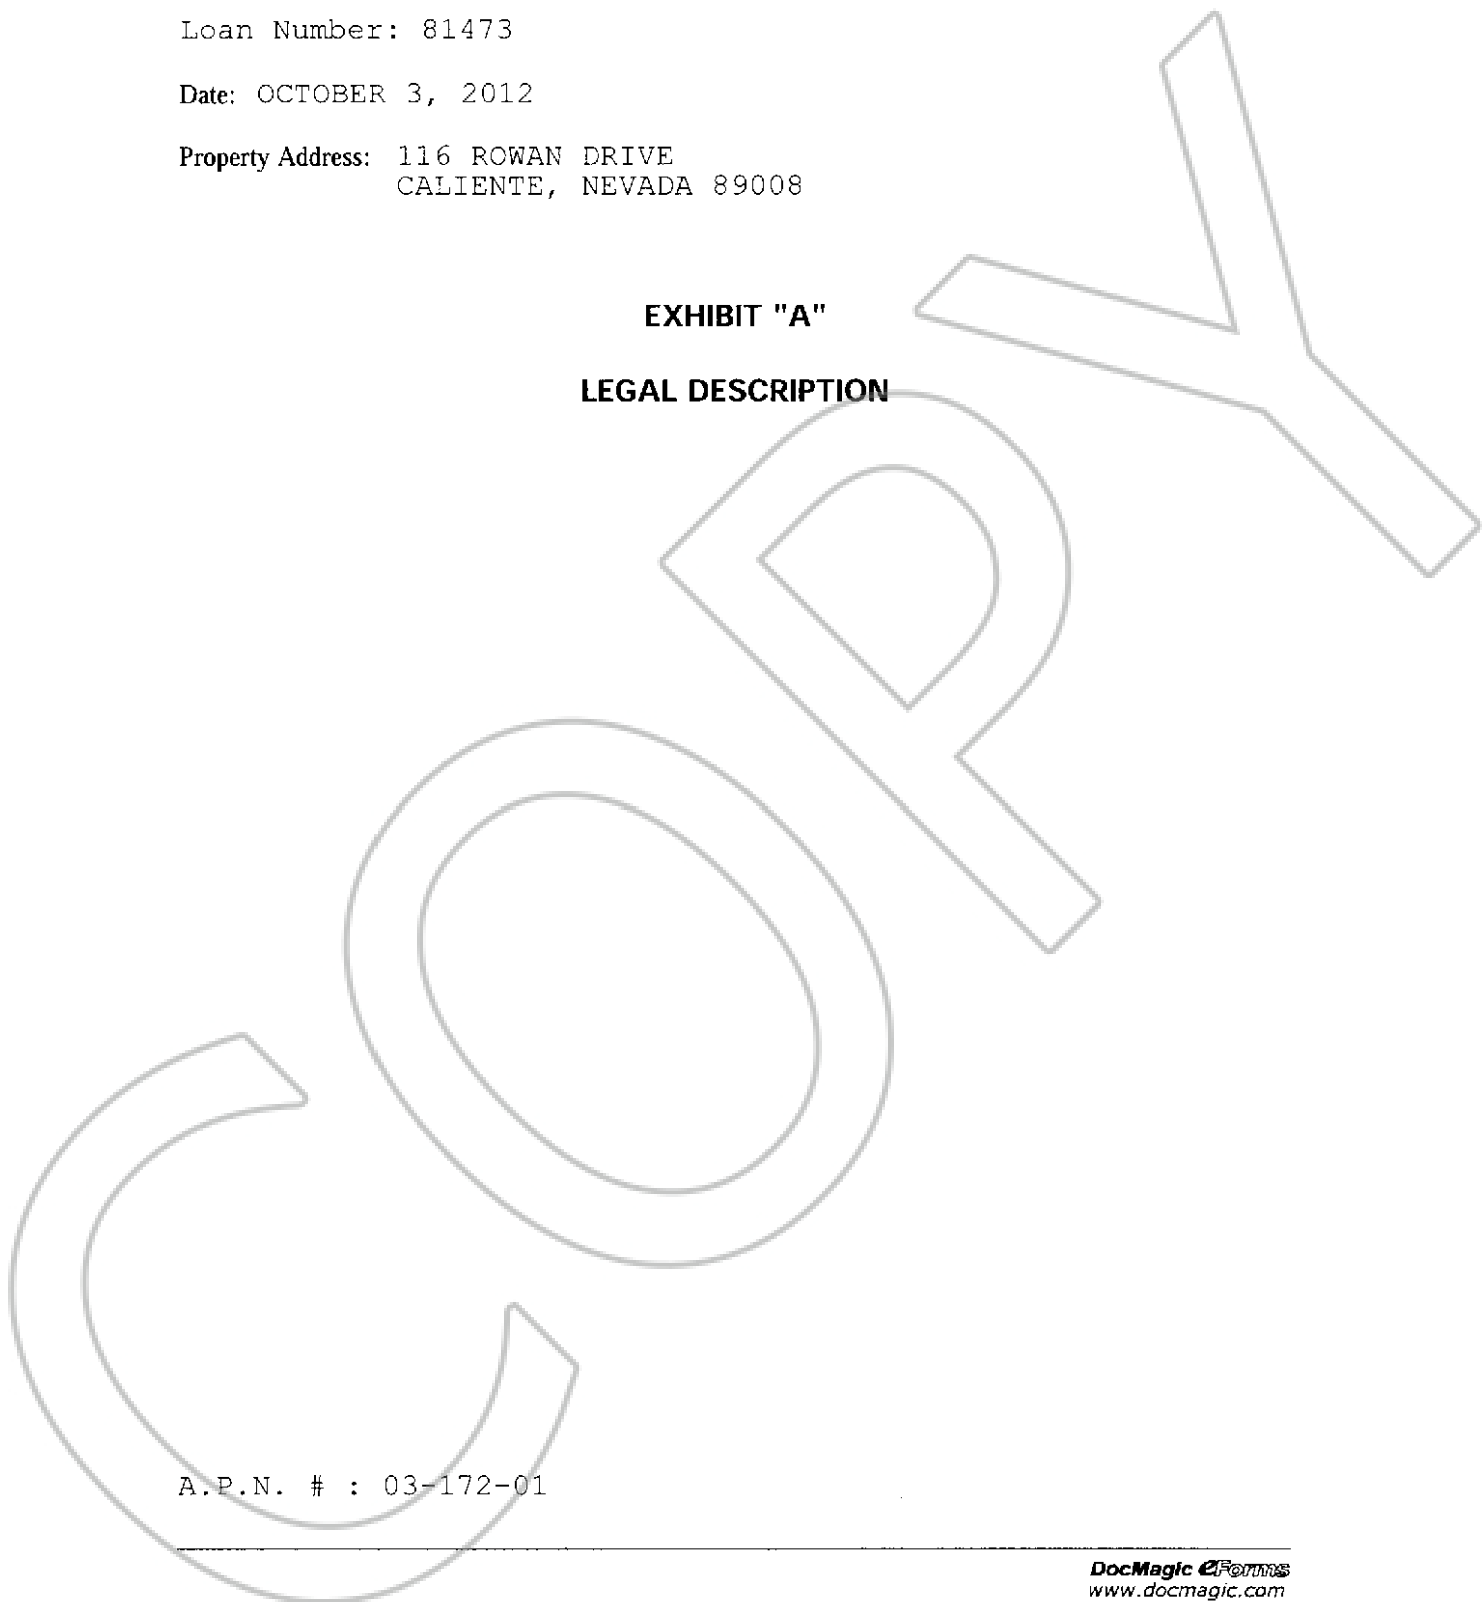 Loan Number: 81473
Date: OCTOBER 3, 2012
Property Address: 116 ROWAN DRIVE
CALIENTE, NEVADA 89008
EXHIBIT "A"
LEGAL DESCRIPTION
COPY
A.P.N. # : 03-172-01
DocMagic eForms
www.docmagic.com